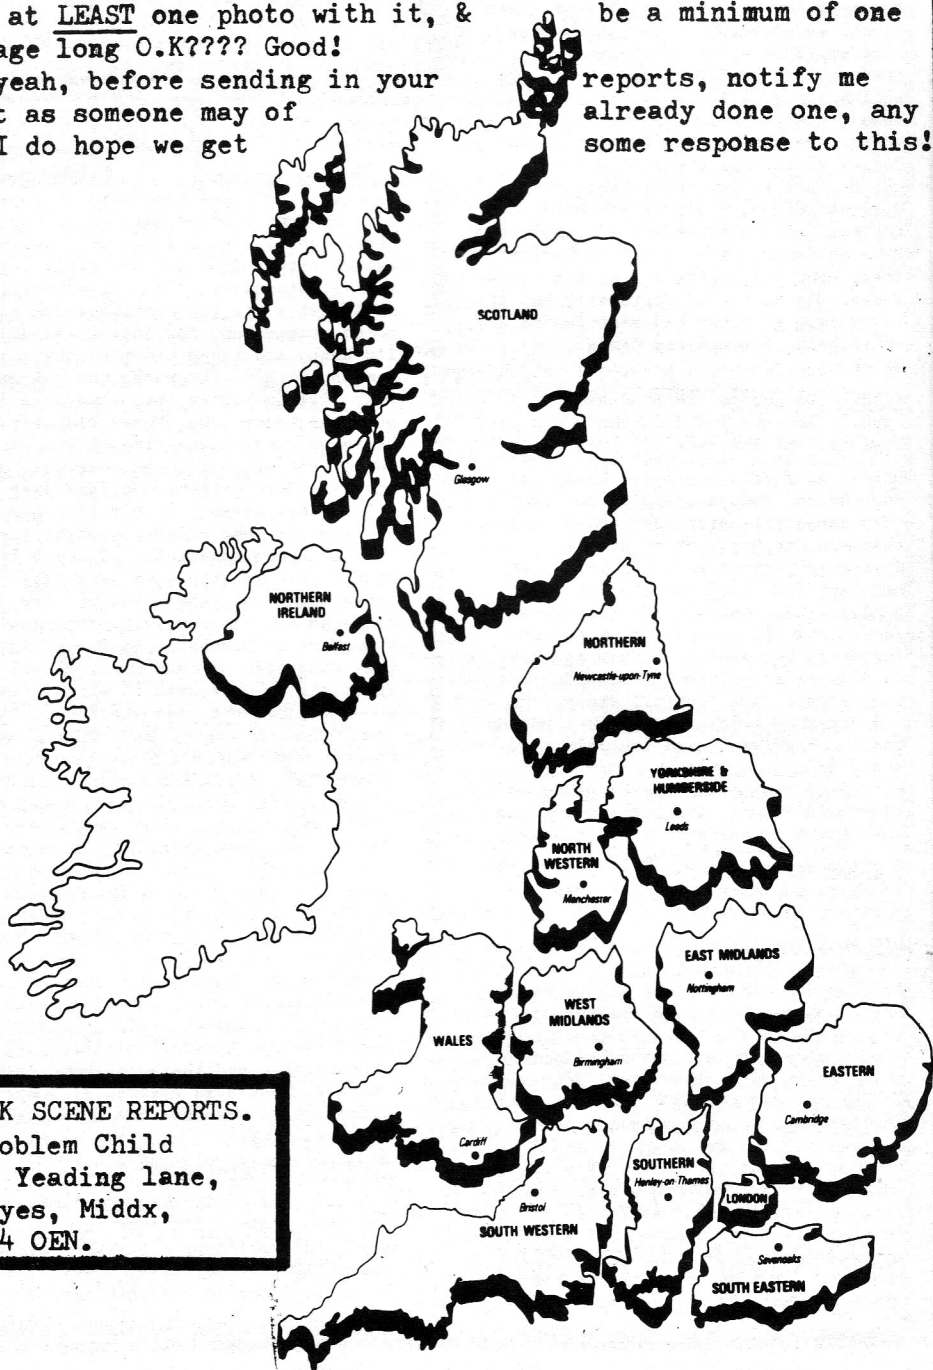 at LEAST one photo with it, & be a minimum of one
age long O.K???? Good!
yeah, before sending in your reports, notify me
t as someone may of already done one, any
I do hope we get some response to this!
SCOTLAND
Glasgow
NORTHERN
IRELAND
Belfast
NORTHERN
Newcastle-upon-Tyne
YORKSHIRE &
HUMBERSIDE
Leeds
NORTH
WESTERN
Manchester
EAST MIDLANDS
Nottingham
WEST
MIDLANDS
Birmingham
WALES
Cardiff
EASTERN
Cambridge
SOUTHERN
Henley-on-Thames
LONDON
Bristol
SOUTH WESTERN
Sevenoaks
SOUTH EASTERN
K SCENE REPORTS.
oblem Child
Yeading lane,
yes, Middx,
4 OEN.